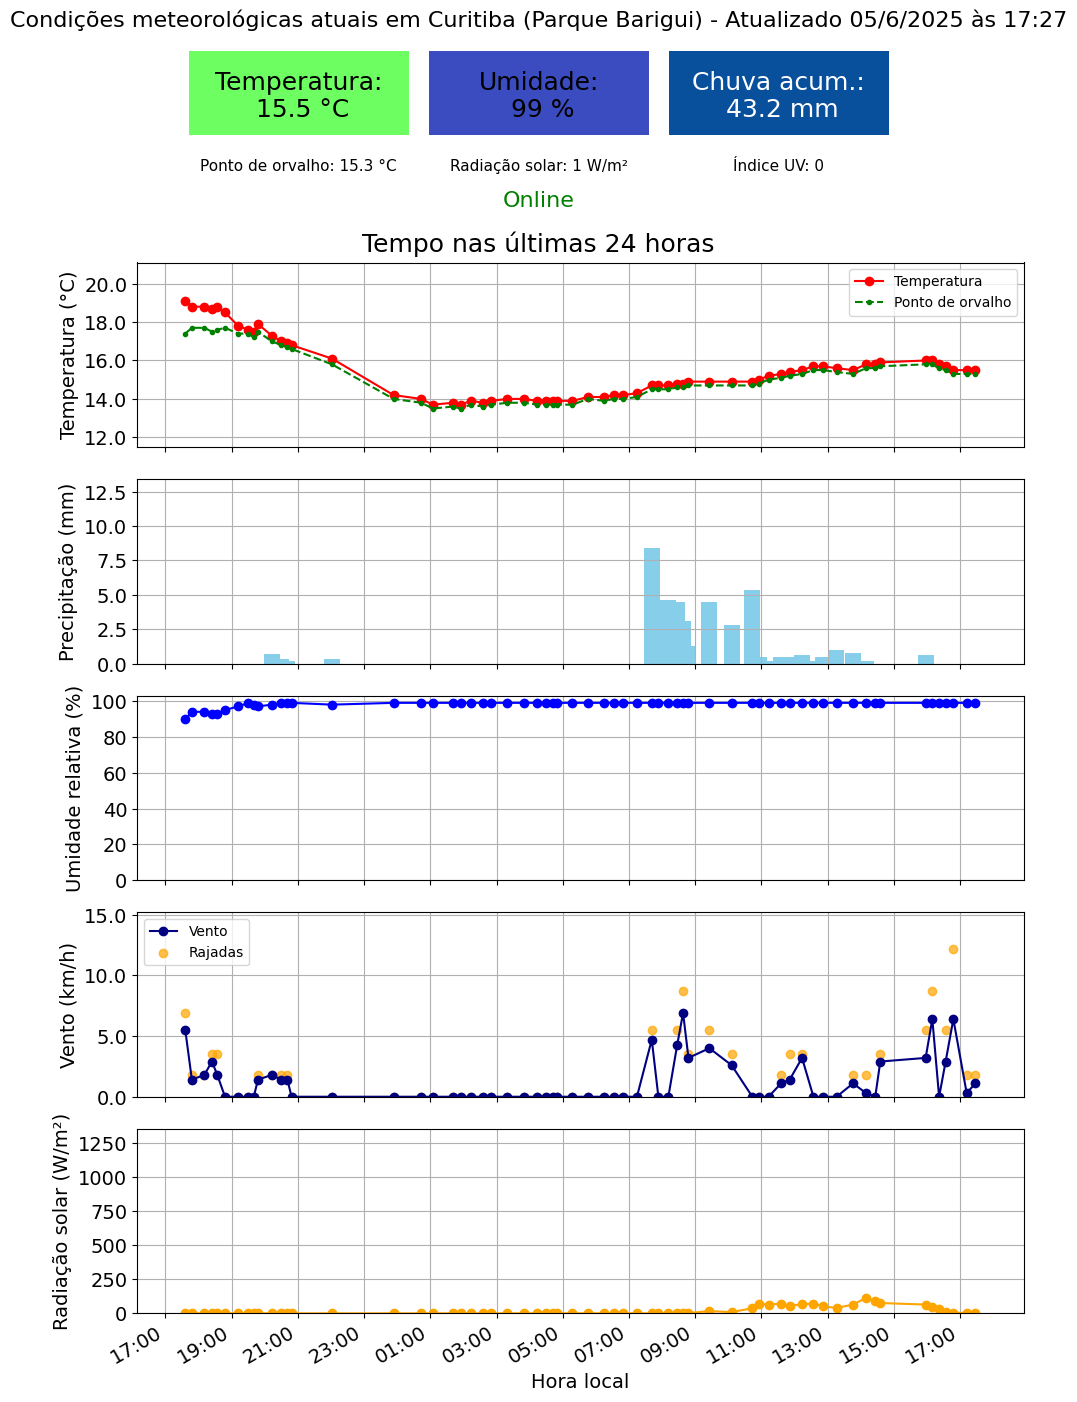 Condições meteorológicas atuais em Curitiba (Parque Barigui) - Atualizado 05/6/2025 às 17:27
Temperatura:
15.5 °C
Umidade:
99 %
Chuva acum.:
43.2 mm
Ponto de orvalho: 15.3 °C
Radiação solar: 1 W/m²
Índice UV: 0
Online
Tempo nas últimas 24 horas
Temperatura (°C)
20.0
18.0
16.0
14.0
12.0
Temperatura
Ponto de orvalho
Precipitação (mm)
12.5
10.0
7.5
5.0
2.5
0.0
Umidade relativa (%)
100
80
60
40
20
0
Vento (km/h)
15.0
10.0
5.0
0.0
Vento
Rajadas
Radiação solar (W/m²)
1250
1000
750
500
250
0
17:00
19:00
21:00
23:00
01:00
03:00
05:00
07:00
09:00
11:00
13:00
15:00
17:00
Hora local